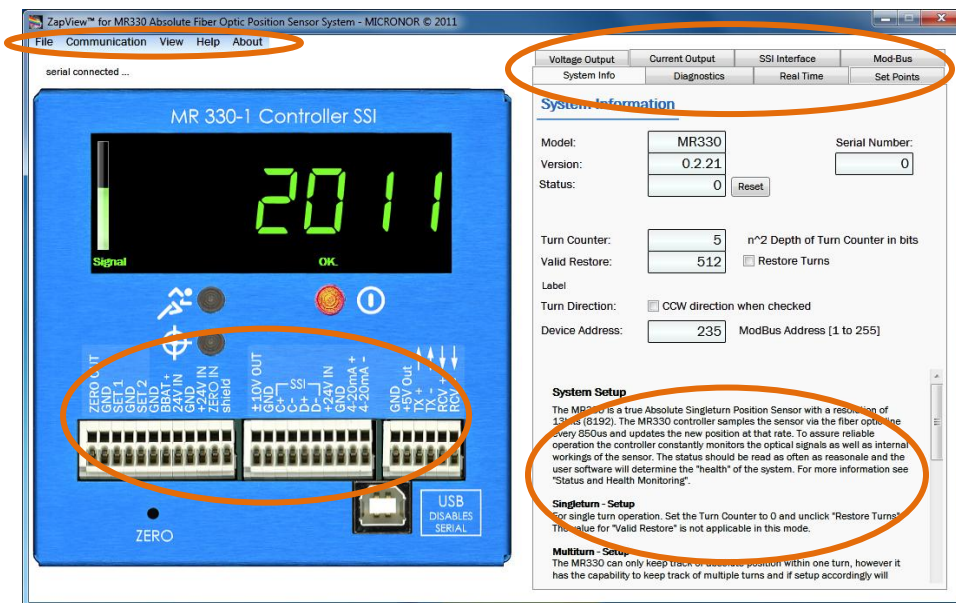 ZapView™ for MR330 Absolute Fiber Optic Position Sensor System - MICRONOR © 2011
File Communication View Help About
serial connected ...
MR 330-1 Controller SSI
2011
Signal
OK.
ZERO OUT
GND
SET1
GND
SET2
GND
BBAT+
24V IN
GND
+24V IN
ZERO IN
shield
±10V OUT
GND
C+
C-
SSI
D+
D-
+24V IN
GND
4-20mA +
4-20mA -
GND
+5V Out
TX +
TX -
RCV +
RCV -
USB
DISABLES
SERIAL
ZERO
Voltage Output Current Output SSI Interface Mod-Bus
System Info Diagnostics Real Time Set Points
System Information
Model: MR330 Serial Number:
Version: 0.2.21 0
Status: 0 Reset
Turn Counter: 5 n^2 Depth of Turn Counter in bits
Valid Restore: 512 Restore Turns
Label
Turn Direction: CCW direction when checked
Device Address: 235 ModBus Address [1 to 255]
System Setup
The MR330 is a true Absolute Singleturn Position Sensor with a resolution of
13bits (8192). The MR330 controller samples the sensor via the fiber optic line
every 850us and updates the new position at that rate. To assure reliable
operation the controller constantly monitors the optical signals as well as internal
workings of the sensor. The status should be read as often as reasonale and the
user software will determine the "health" of the system. For more information see
"Status and Health Monitoring".
Singleturn - Setup
For single turn operation. Set the Turn Counter to 0 and unclick "Restore Turns".
The value for "Valid Restore" is not applicable in this mode.
Multiturn - Setup
The MR330 can only keep track of absolute position within one turn, however it
has the capability to keep track of multiple turns and if setup accordingly will